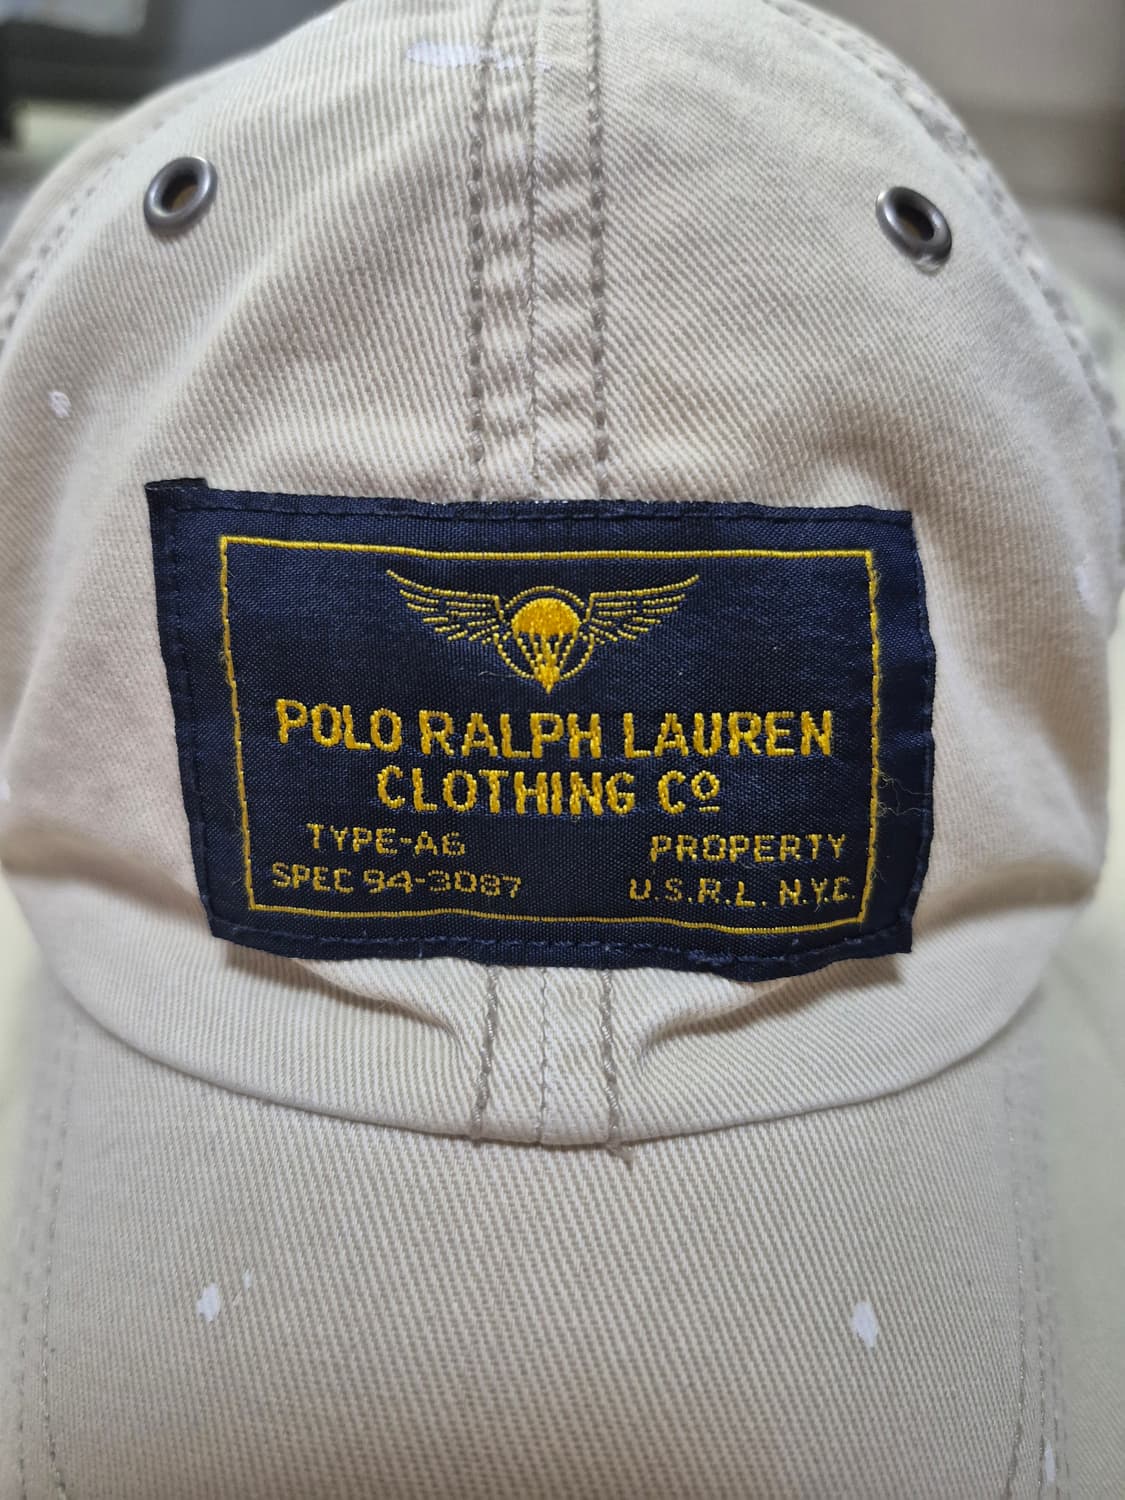 POLO RALPH LAUREN
CLOTHING Cº
TYPE-A6
SPEC 94-3087
PROPERTY
U.S.R.L. N.Y.C.